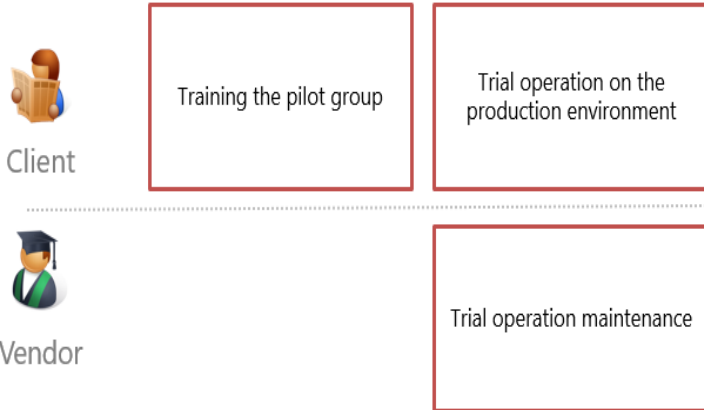 Training the pilot group
Trial operation on the
production environment
Client
Trial operation maintenance
Vendor